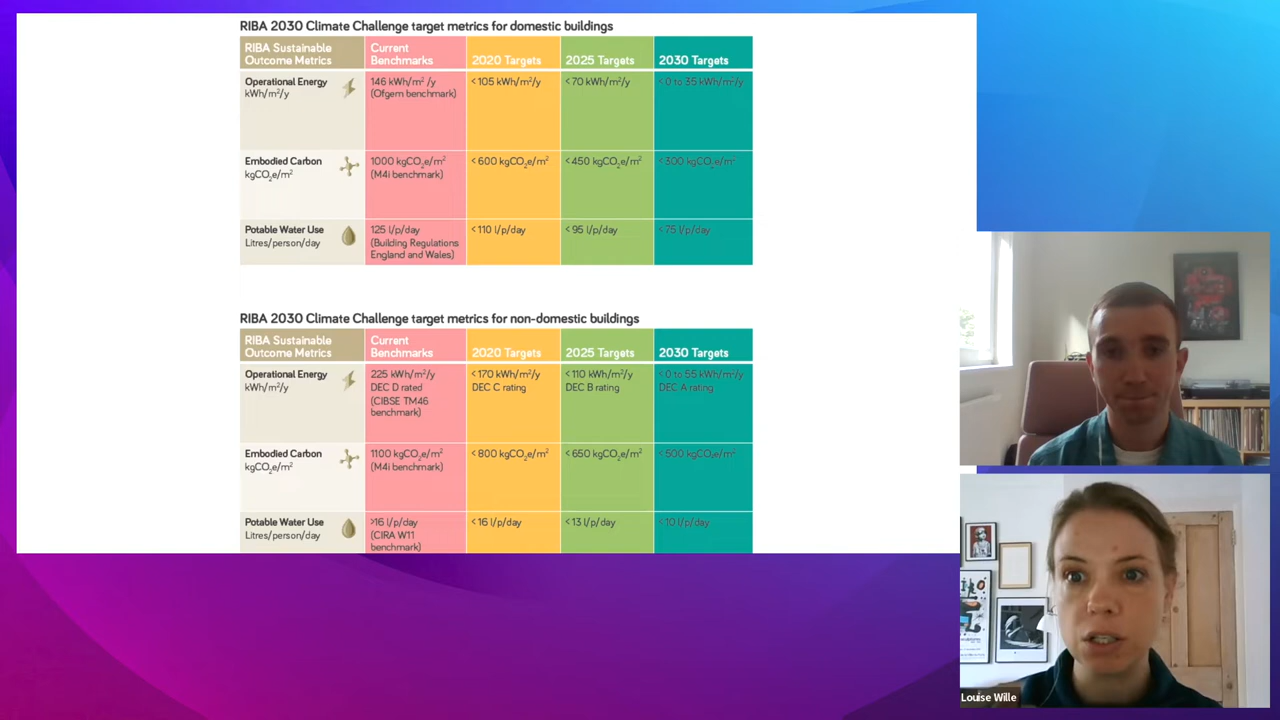 RIBA 2030 Climate Challenge target metrics for domestic buildings
RIBA Sustainable
Outcome Metrics
Current
Benchmarks
2020 Targets
2025 Targets
2030 Targets
Operational Energy
kWh/m²/y
146 kWh/m² /y
(Ofgem benchmark)
< 105 kWh/m²/y
< 70 kWh/m²/y
< 0 to 35 kWh/m²/y
Embodied Carbon
kgCO₂e/m²
1000 kgCO₂e/m²
(M4i benchmark)
< 600 kgCO₂e/m²
< 450 kgCO₂e/m²
< 300 kgCO₂e/m²
Potable Water Use
Litres/person/day
125 l/p/day
(Building Regulations
England and Wales)
< 110 l/p/day
< 95 l/p/day
< 75 l/p/day
RIBA 2030 Climate Challenge target metrics for non-domestic buildings
RIBA Sustainable
Outcome Metrics
Current
Benchmarks
2020 Targets
2025 Targets
2030 Targets
Operational Energy
kWh/m²/y
225 kWh/m²/y
DEC D rated
(CIBSE TM46
benchmark)
< 170 kWh/m²/y
DEC C rating
< 110 kWh/m²/y
DEC B rating
< 0 to 55 kWh/m²/y
DEC A rating
Embodied Carbon
kgCO₂e/m²
1100 kgCO₂e/m²
(M4i benchmark)
< 800 kgCO₂e/m²
< 650 kgCO₂e/m²
< 500 kgCO₂e/m²
Potable Water Use
Litres/person/day
>16 l/p/day
(CIRA W11
benchmark)
< 16 l/p/day
< 13 l/p/day
< 10 l/p/day
Louise Wille